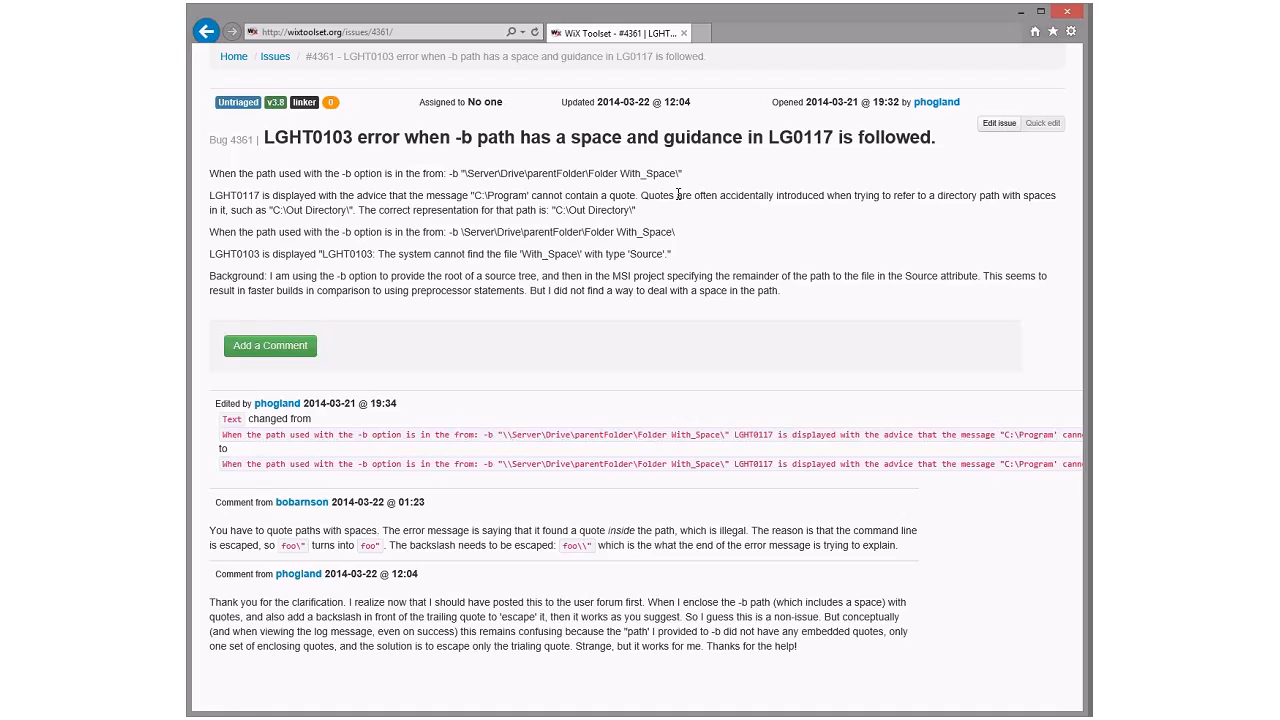 http://wixtoolset.org/issues/4361/
WiX Toolset - #4361 | LGHT...
Home / Issues / #4361 - LGHT0103 error when -b path has a space and guidance in LG0117 is followed.
Untriaged v3.8 linker 0 Assigned to No one Updated 2014-03-22 @ 12:04 Opened 2014-03-21 @ 19:32 by phogland
Edit issue Quick edit
Bug 4361 | LGHT0103 error when -b path has a space and guidance in LG0117 is followed.
When the path used with the -b option is in the from: -b "\Server\Drive\parentFolder\Folder With_Space\"
LGHT0117 is displayed with the advice that the message "C:\Program' cannot contain a quote. Quotes are often accidentally introduced when trying to refer to a directory path with spaces
in it, such as "C:\Out Directory\". The correct representation for that path is: "C:\Out Directory\"
When the path used with the -b option is in the from: -b \Server\Drive\parentFolder\Folder With_Space\
LGHT0103 is displayed "LGHT0103: The system cannot find the file 'With_Space\' with type 'Source'."
Background: I am using the -b option to provide the root of a source tree, and then in the MSI project specifying the remainder of the path to the file in the Source attribute. This seems to
result in faster builds in comparison to using preprocessor statements. But I did not find a way to deal with a space in the path.
Add a Comment
Edited by phogland 2014-03-21 @ 19:34
Text changed from
When the path used with the -b option is in the from: -b "\\Server\Drive\parentFolder\Folder With_Space\" LGHT0117 is displayed with the advice that the message "C:\Program' canno
to
When the path used with the -b option is in the from: -b "\\Server\Drive\parentFolder\Folder With_Space\" LGHT0117 is displayed with the advice that the message "C:\Program' canno
Comment from bobarnson 2014-03-22 @ 01:23
You have to quote paths with spaces. The error message is saying that it found a quote inside the path, which is illegal. The reason is that the command line
is escaped, so foo\" turns into foo". The backslash needs to be escaped: foo\\" which is the what the end of the error message is trying to explain.
Comment from phogland 2014-03-22 @ 12:04
Thank you for the clarification. I realize now that I should have posted this to the user forum first. When I enclose the -b path (which includes a space) with
quotes, and also add a backslash in front of the trailing quote to 'escape' it, then it works as you suggest. So I guess this is a non-issue. But conceptually
(and when viewing the log message, even on success) this remains confusing because the "path' I provided to -b did not have any embedded quotes, only
one set of enclosing quotes, and the solution is to escape only the trialing quote. Strange, but it works for me. Thanks for the help!